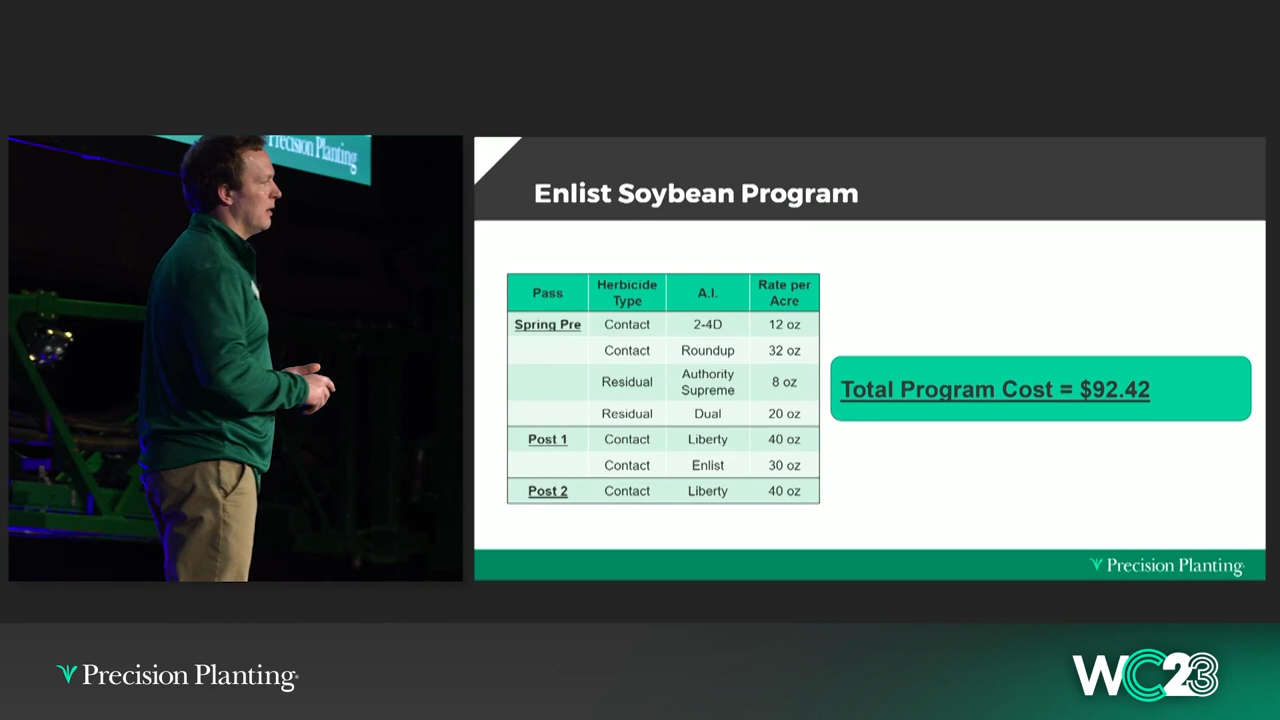 Precision Planting
Enlist Soybean Program
Pass Herbicide Type A.I. Rate per Acre
Spring Pre Contact 2-4D 12 oz
Contact Roundup 32 oz
Residual Authority Supreme 8 oz
Residual Dual 20 oz
Post 1 Contact Liberty 40 oz
Contact Enlist 30 oz
Post 2 Contact Liberty 40 oz
Total Program Cost = $92.42
Precision Planting
Precision Planting
WC23